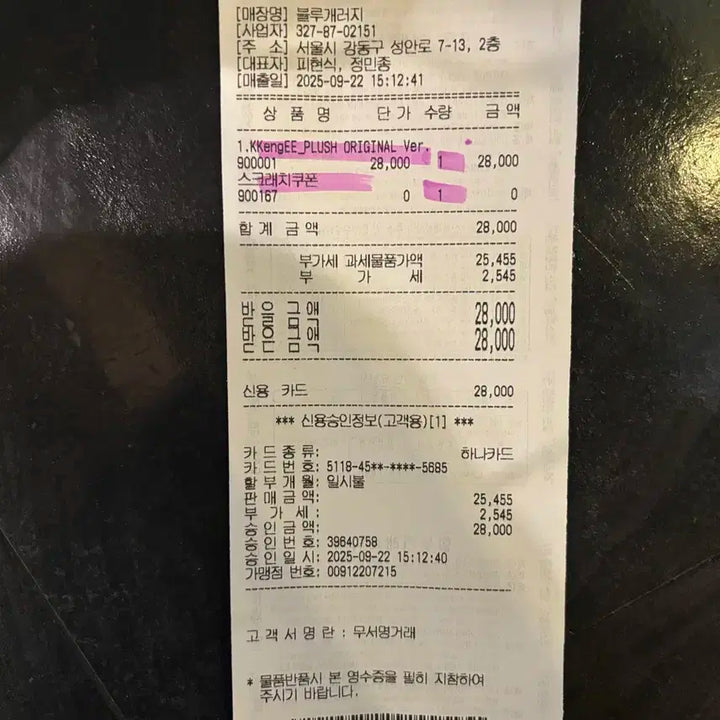 [매장명] 블루개러지
[사업자] 327-87-02151
[주 소] 서울시 강동구 성안로 7-13, 2층
[대표자] 피현식, 정민종
[매출일] 2025-09-22 15:12:41
상 품 명 단 가 수량 금 액
1.KKengEE_PLUSH ORIGINAL Ver.
900001 28,000 1 28,000
스크래치쿠폰
900167 0 1 0
합 계 금 액 28,000
부가세 과세물품가액 25,455
부 가 세 2,545
받을금액 28,000
받은금액 28,000
신용 카드 28,000
*** 신용승인정보(고객용)[1] ***
카 드 종 류: 하나카드
카 드 번 호: 5118-45**-****-5685
할 부 개 월: 일시불
판 매 금 액: 25,455
부 가 세 : 2,545
승 인 금 액: 28,000
승 인 번 호: 39640758
승 인 일 시: 2025-09-22 15:12:40
가맹점 번호: 00912207215
고 객 서 명 란 : 무서명거래
* 물품반품시 본 영수증을 필히 지참하여
주시기 바랍니다.